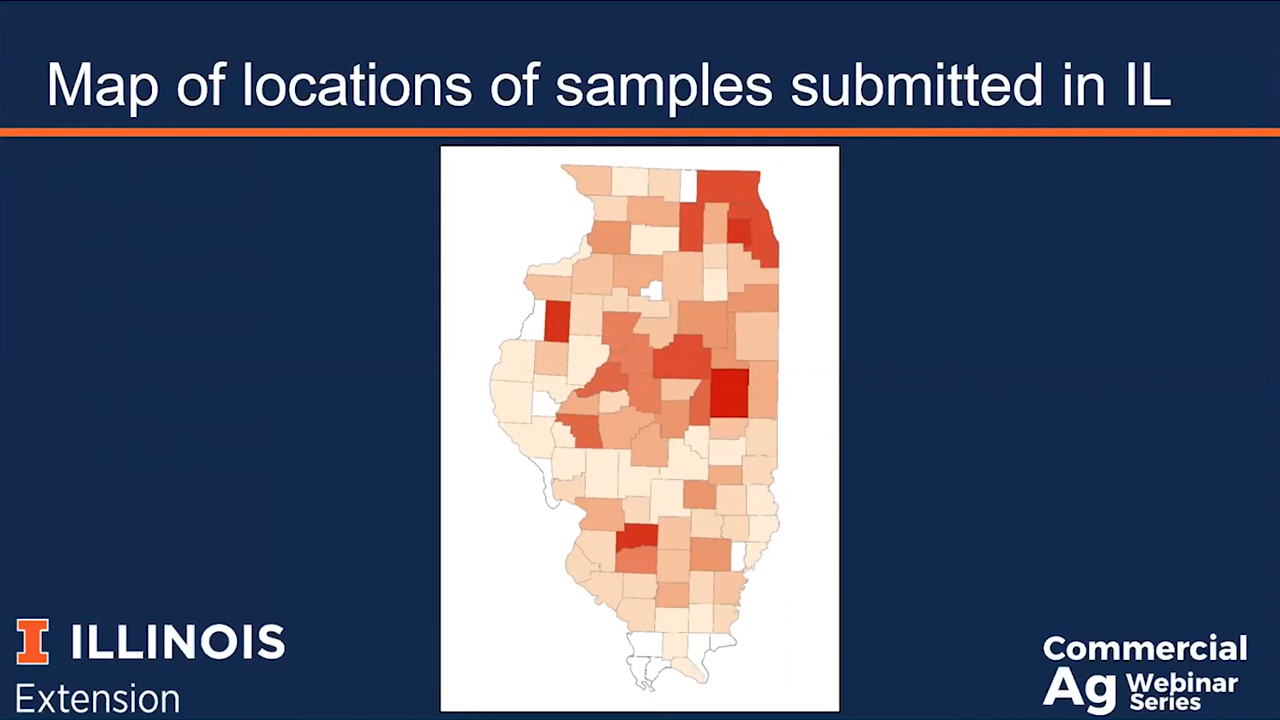 Map of locations of samples submitted in IL
I ILLINOIS
Extension
Commercial
Ag Webinar
Series